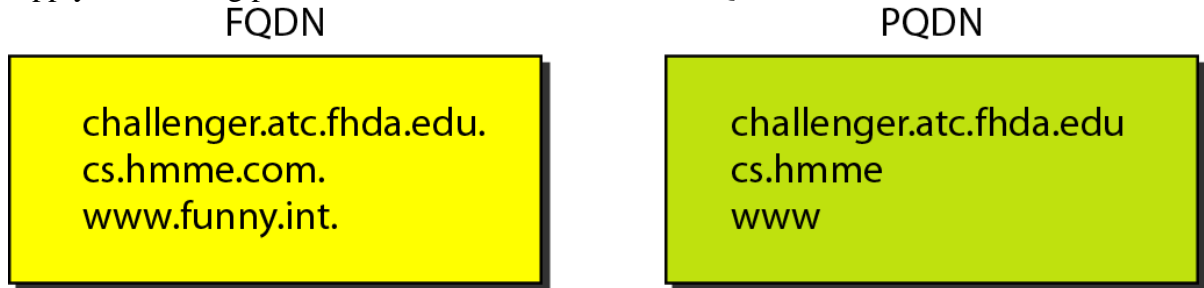 FQDN
challenger.atc.fhda.edu.
cs.hmme.com.
www.funny.int.
PQDN
challenger.atc.fhda.edu
cs.hmme
www